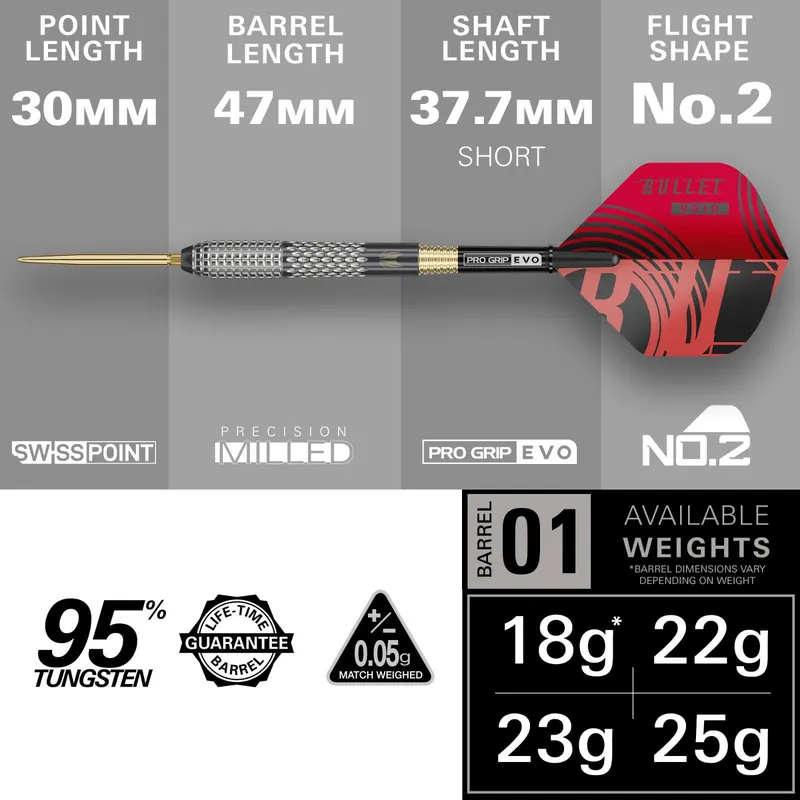 POINT
LENGTH
30MM
BARREL
LENGTH
47MM
SHAFT
LENGTH
37.7MM
SHORT
FLIGHT
SHAPE
No.2
BULLET
PRO GRIP EVO
BU
SWISSPOINT
PRECISION
MILLED
PRO GRIP EVO
NO.2
95%
TUNGSTEN
LIFE-TIME
GUARANTEE
BARREL
+/-
0.05g
MATCH WEIGHED
BARREL
01
AVAILABLE
WEIGHTS
*BARREL DIMENSIONS VARY
DEPENDING ON WEIGHT
18g* 22g
23g 25g